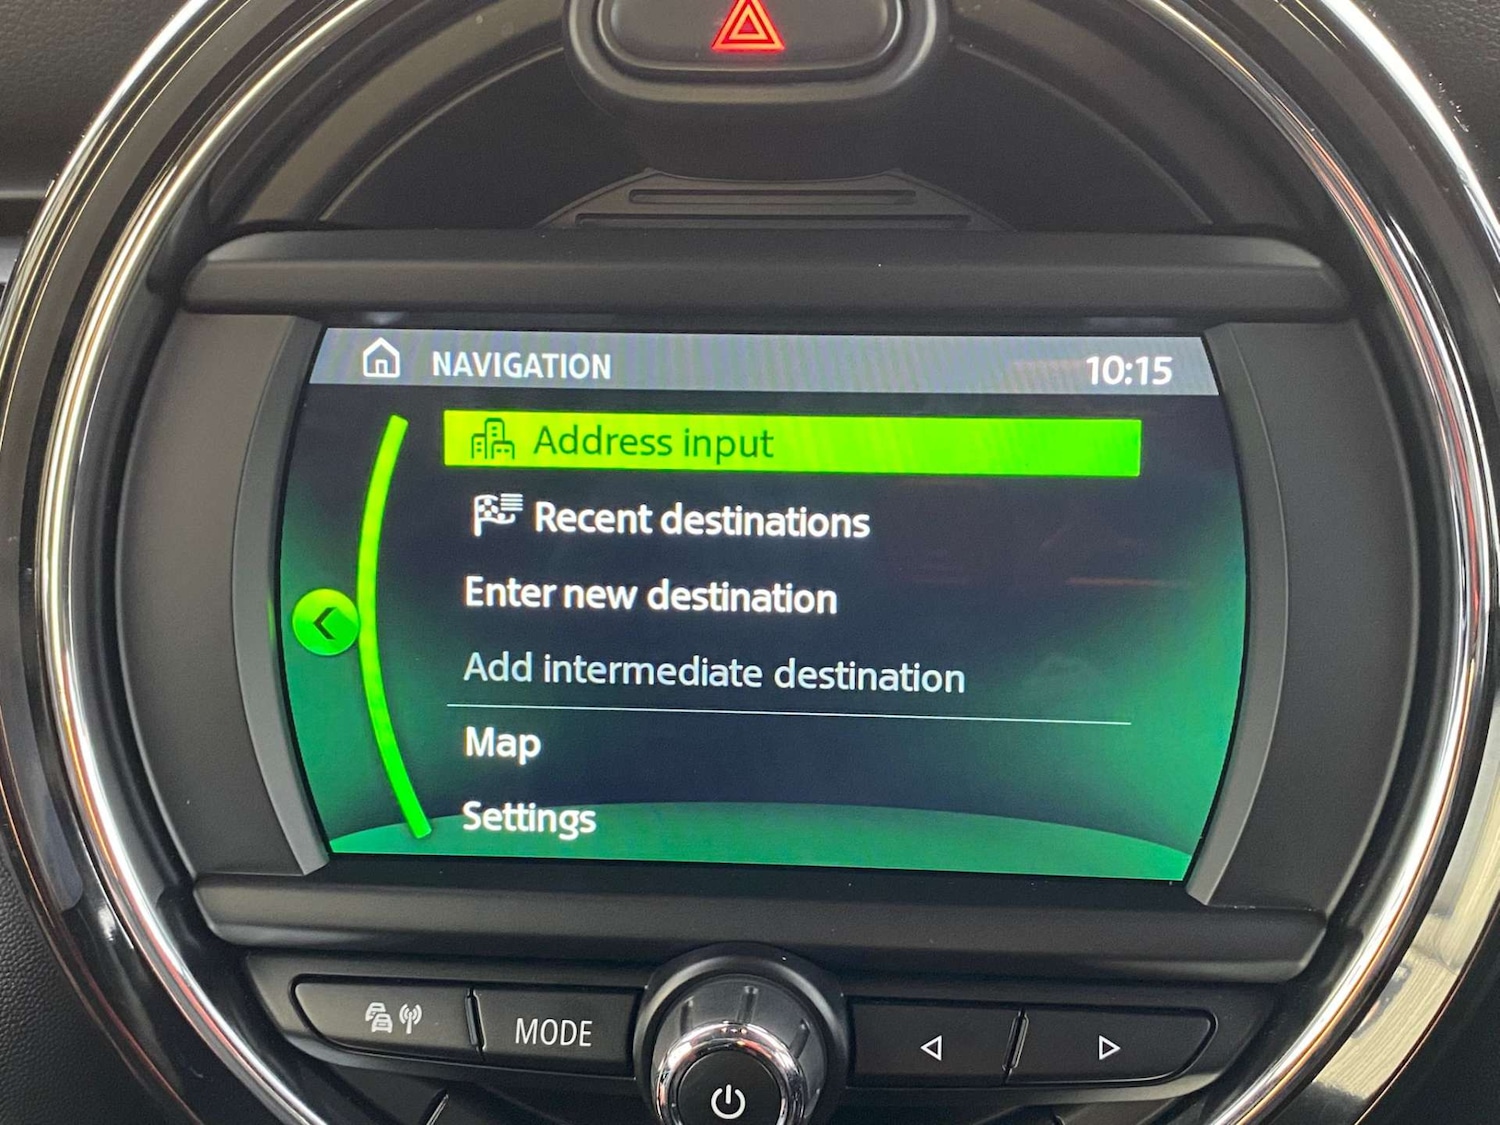 NAVIGATION 10:15
Address input
Recent destinations
Enter new destination
Add intermediate destination
Map
Settings
MODE